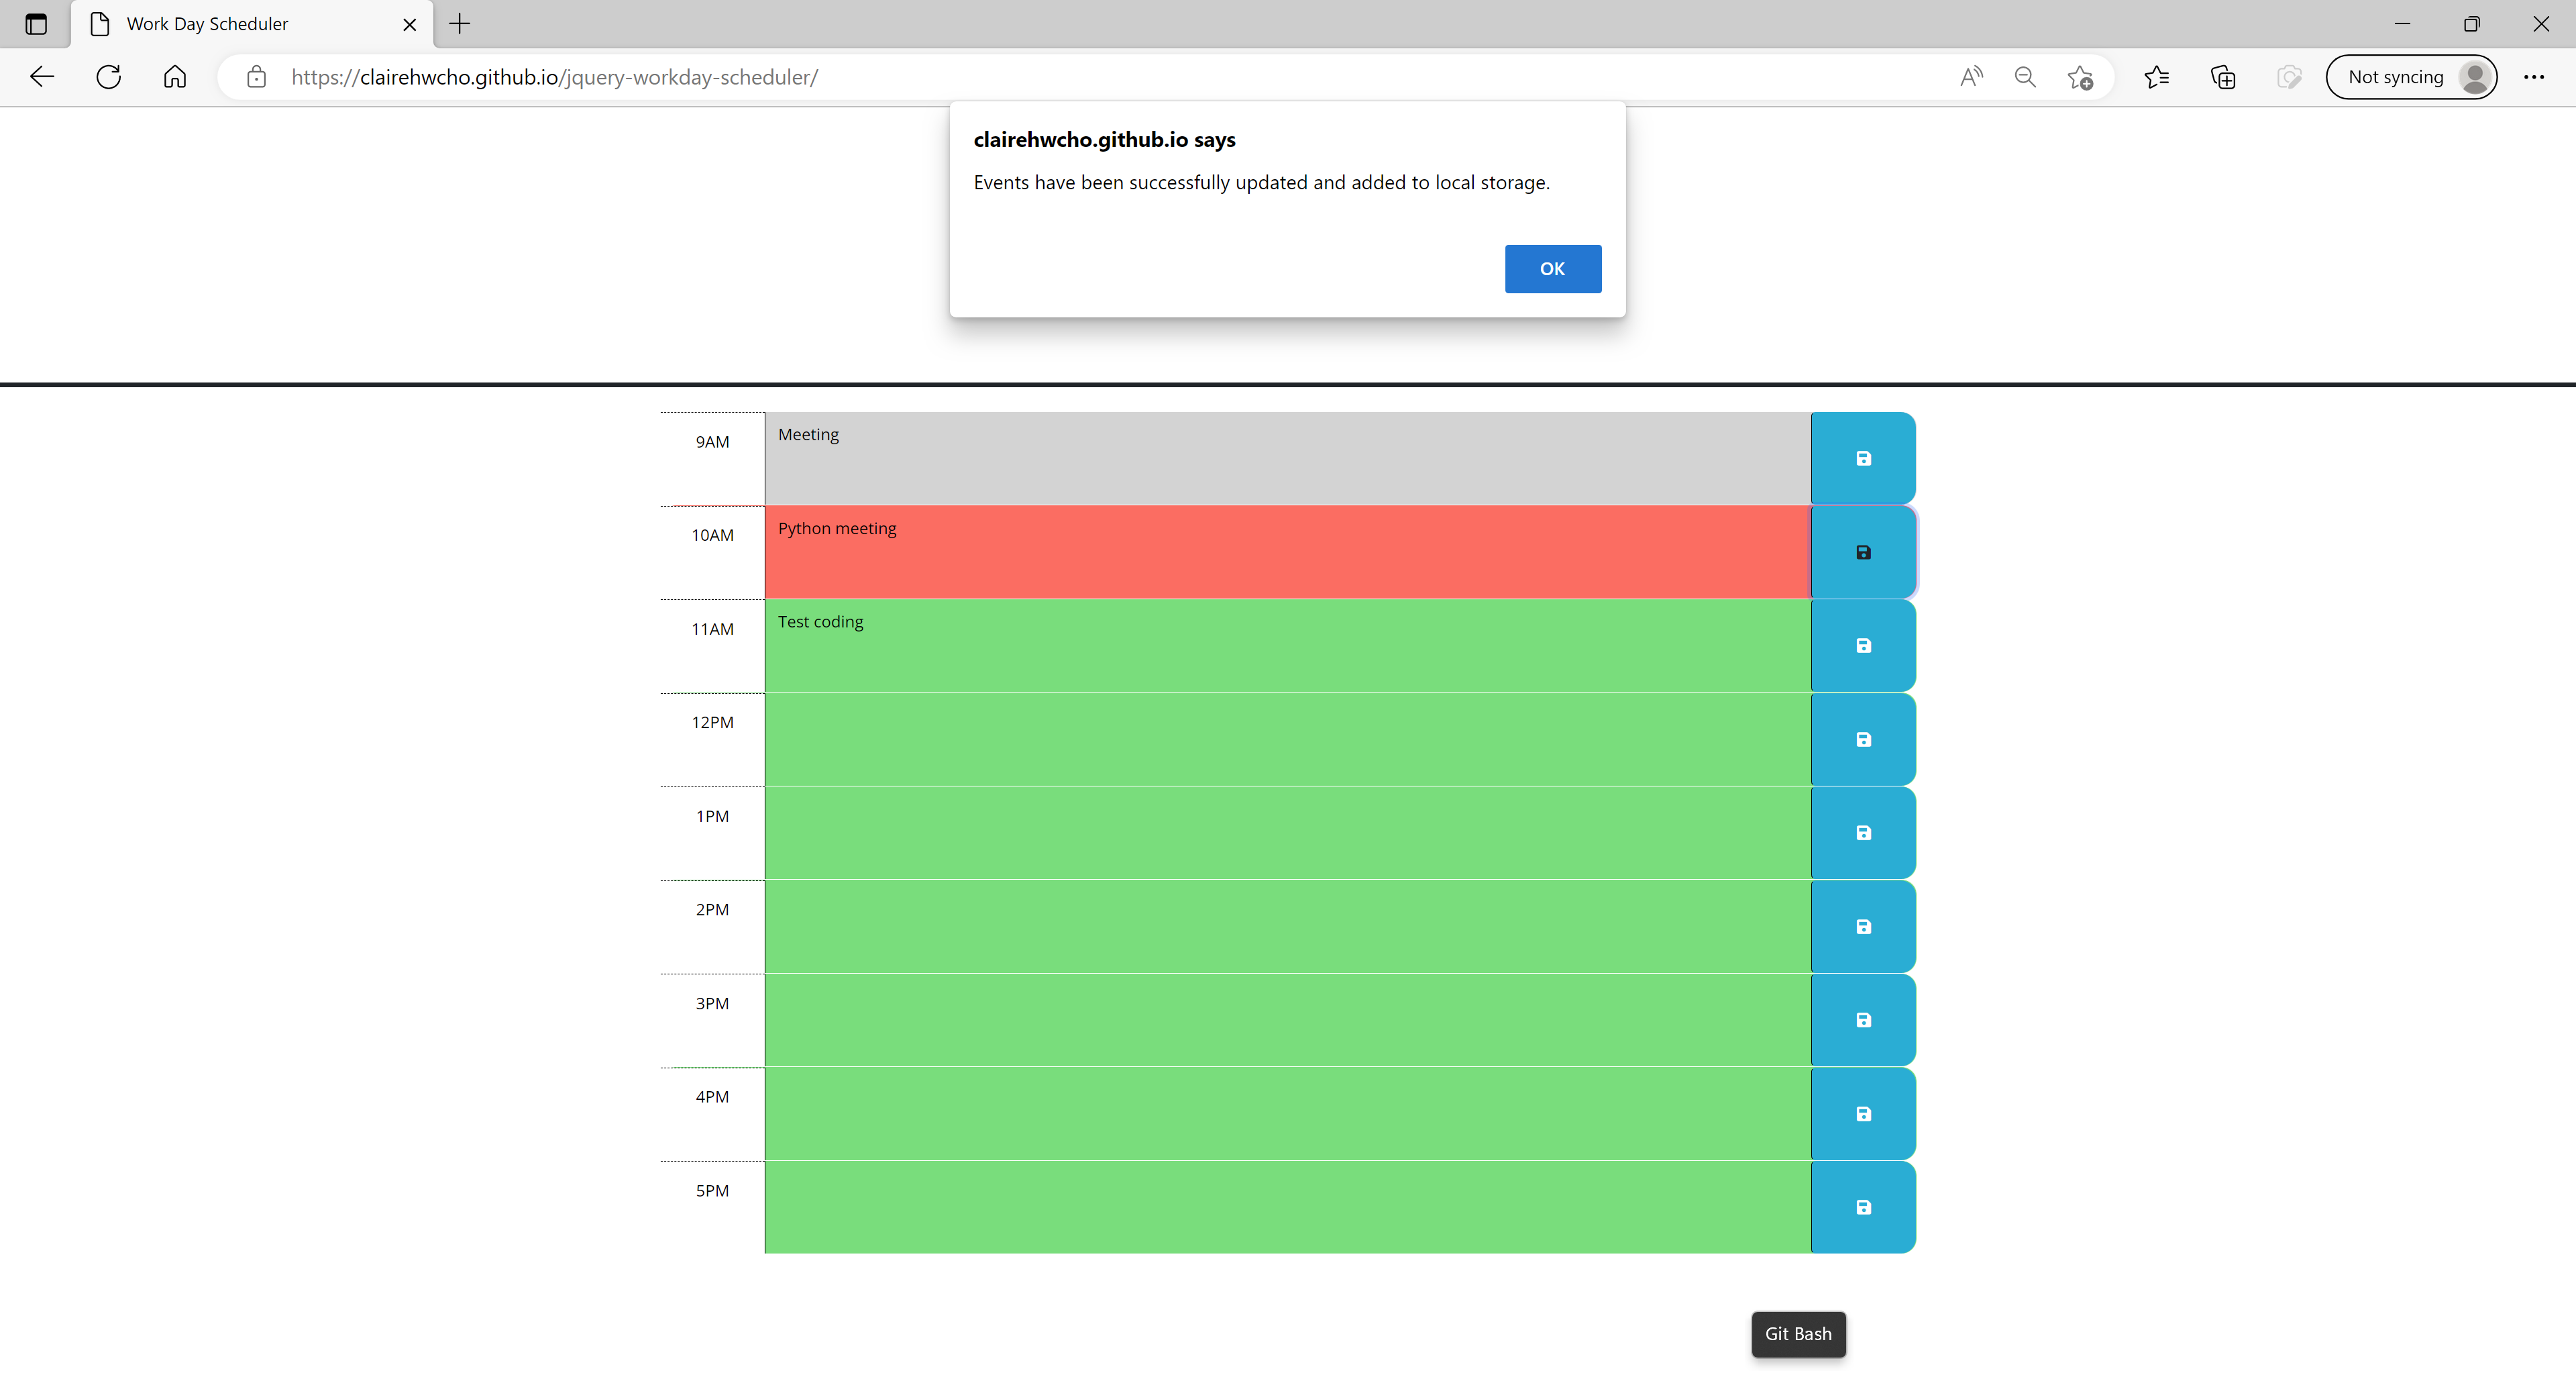 Work Day Scheduler
https://clairehwcho.github.io/jquery-workday-scheduler/
Not syncing
clairehwcho.github.io says
Events have been successfully updated and added to local storage.
OK
9AM
Meeting
10AM
Python meeting
11AM
Test coding
12PM
1PM
2PM
3PM
4PM
5PM
Git Bash